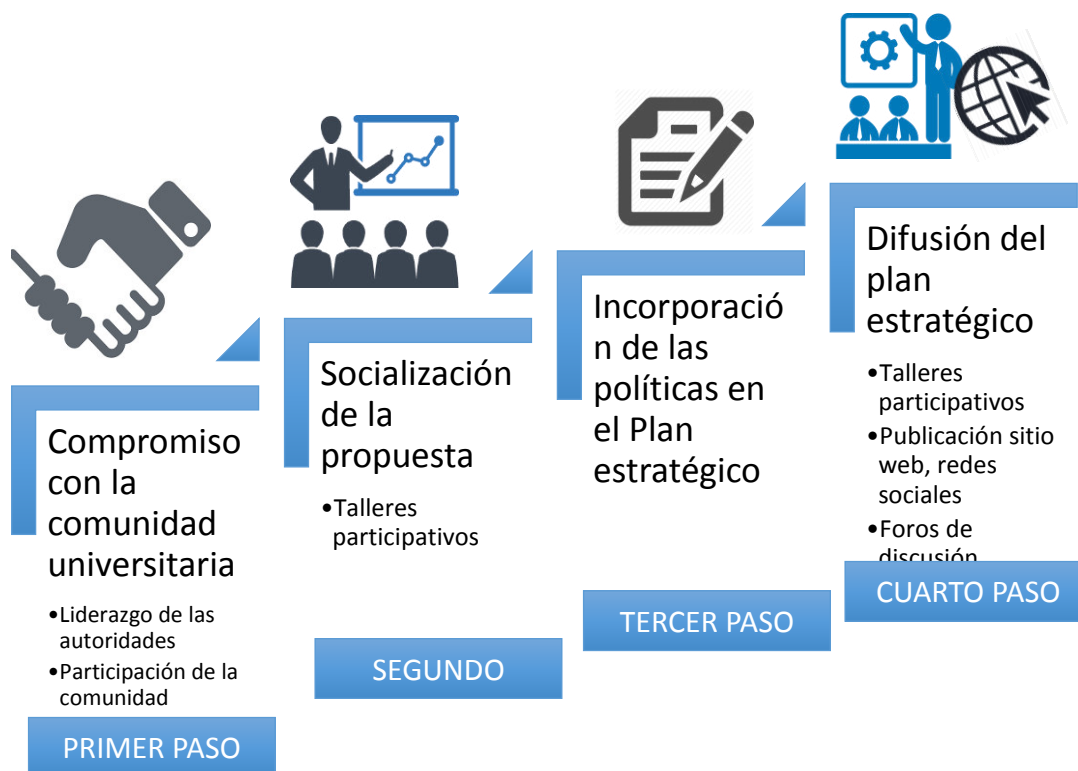 Compromiso
con la
comunidad
universitaria
•Liderazgo de las
autoridades
•Participación de la
comunidad
PRIMER PASO
Socialización
de la
propuesta
•Talleres
participativos
SEGUNDO
Incorporació
n de las
políticas en
el Plan
estratégico
TERCER PASO
Difusión del
plan
estratégico
•Talleres
participativos
•Publicación sitio
web, redes
sociales
•Foros de
discusión
CUARTO PASO